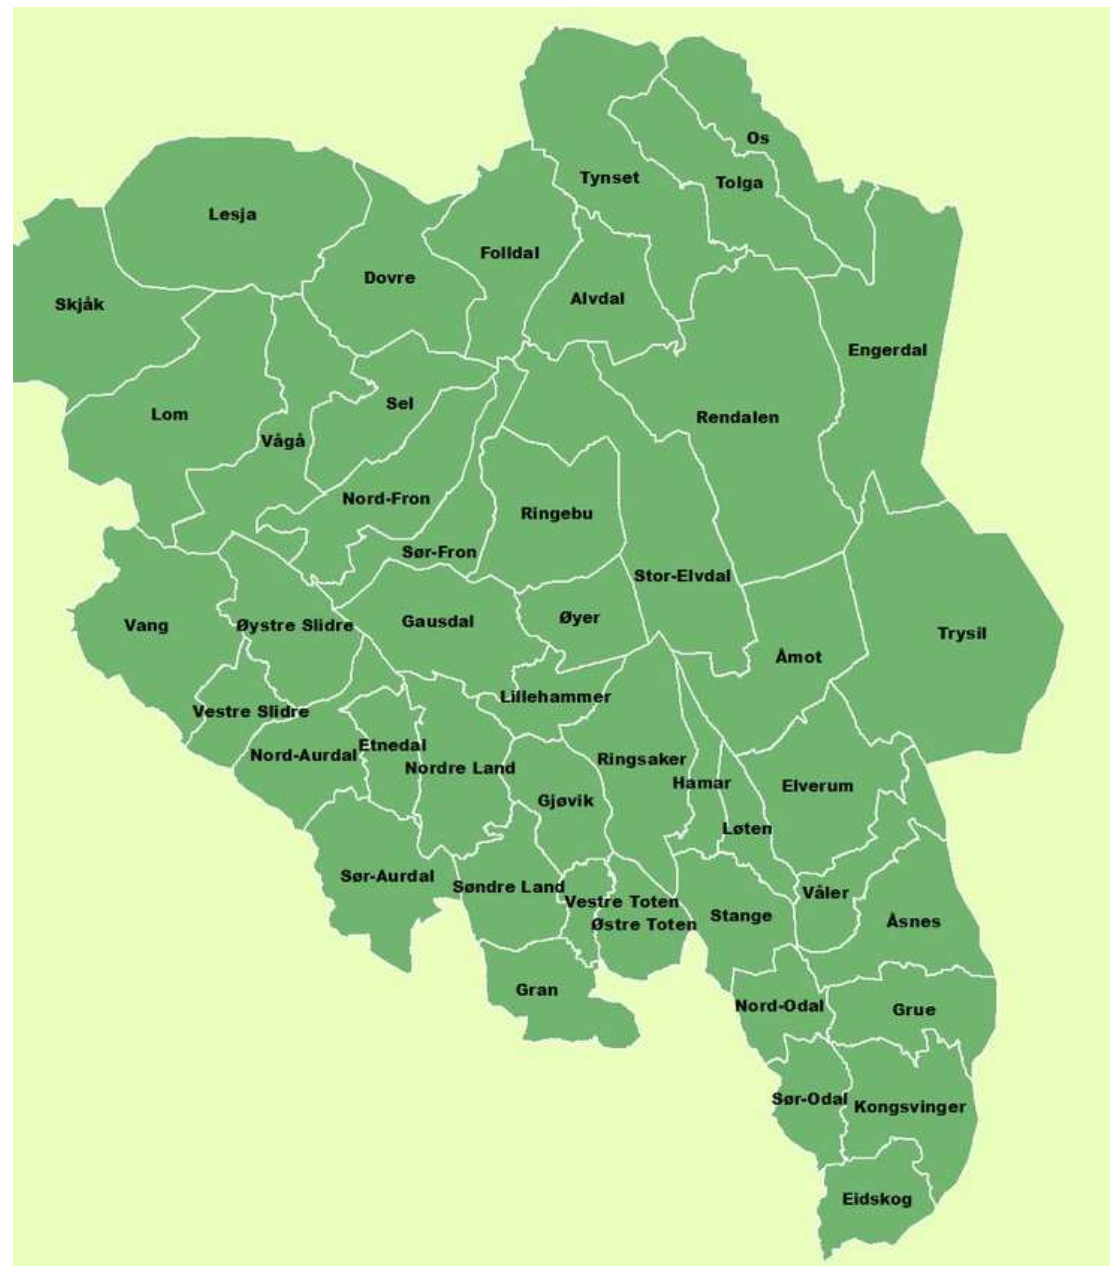 Os
Tynset
Tolga
Lesja
Folldal
Dovre
Alvdal
Skjåk
Engerdal
Sel
Lom
Rendalen
Vågå
Nord-Fron
Ringebu
Sør-Fron
Stor-Elvdal
Vang
Øystre Slidre
Gausdal
Øyer
Trysil
Åmot
Lillehammer
Vestre Slidre
Etnedal
Nord-Aurdal
Nordre Land
Ringsaker
Hamar
Elverum
Gjøvik
Løten
Sør-Aurdal
Søndre Land
Våler
Vestre Toten
Stange
Østre Toten
Åsnes
Gran
Nord-Odal
Grue
Sør-Odal
Kongsvinger
Eidskog